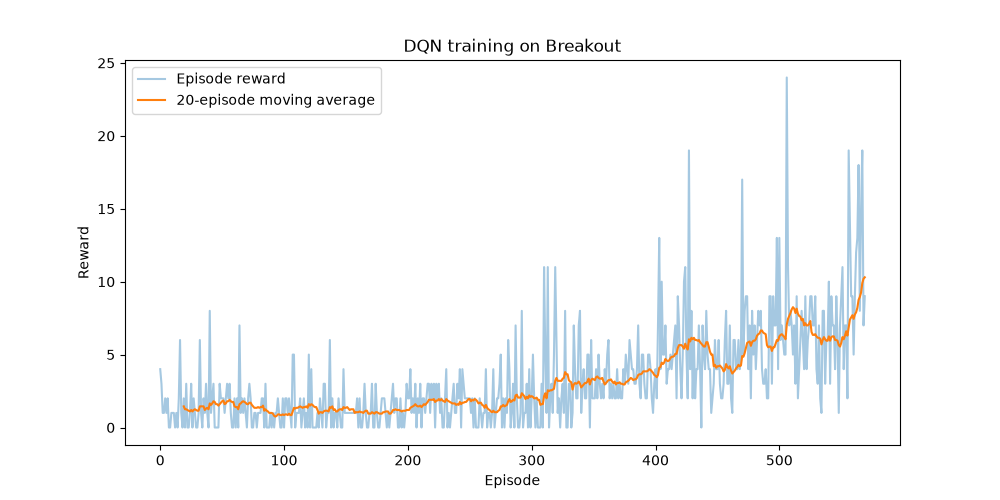 DQN training on Breakout
Episode reward
20-episode moving average
25
20
15
10
5
0
Reward
0 100 200 300 400 500
Episode